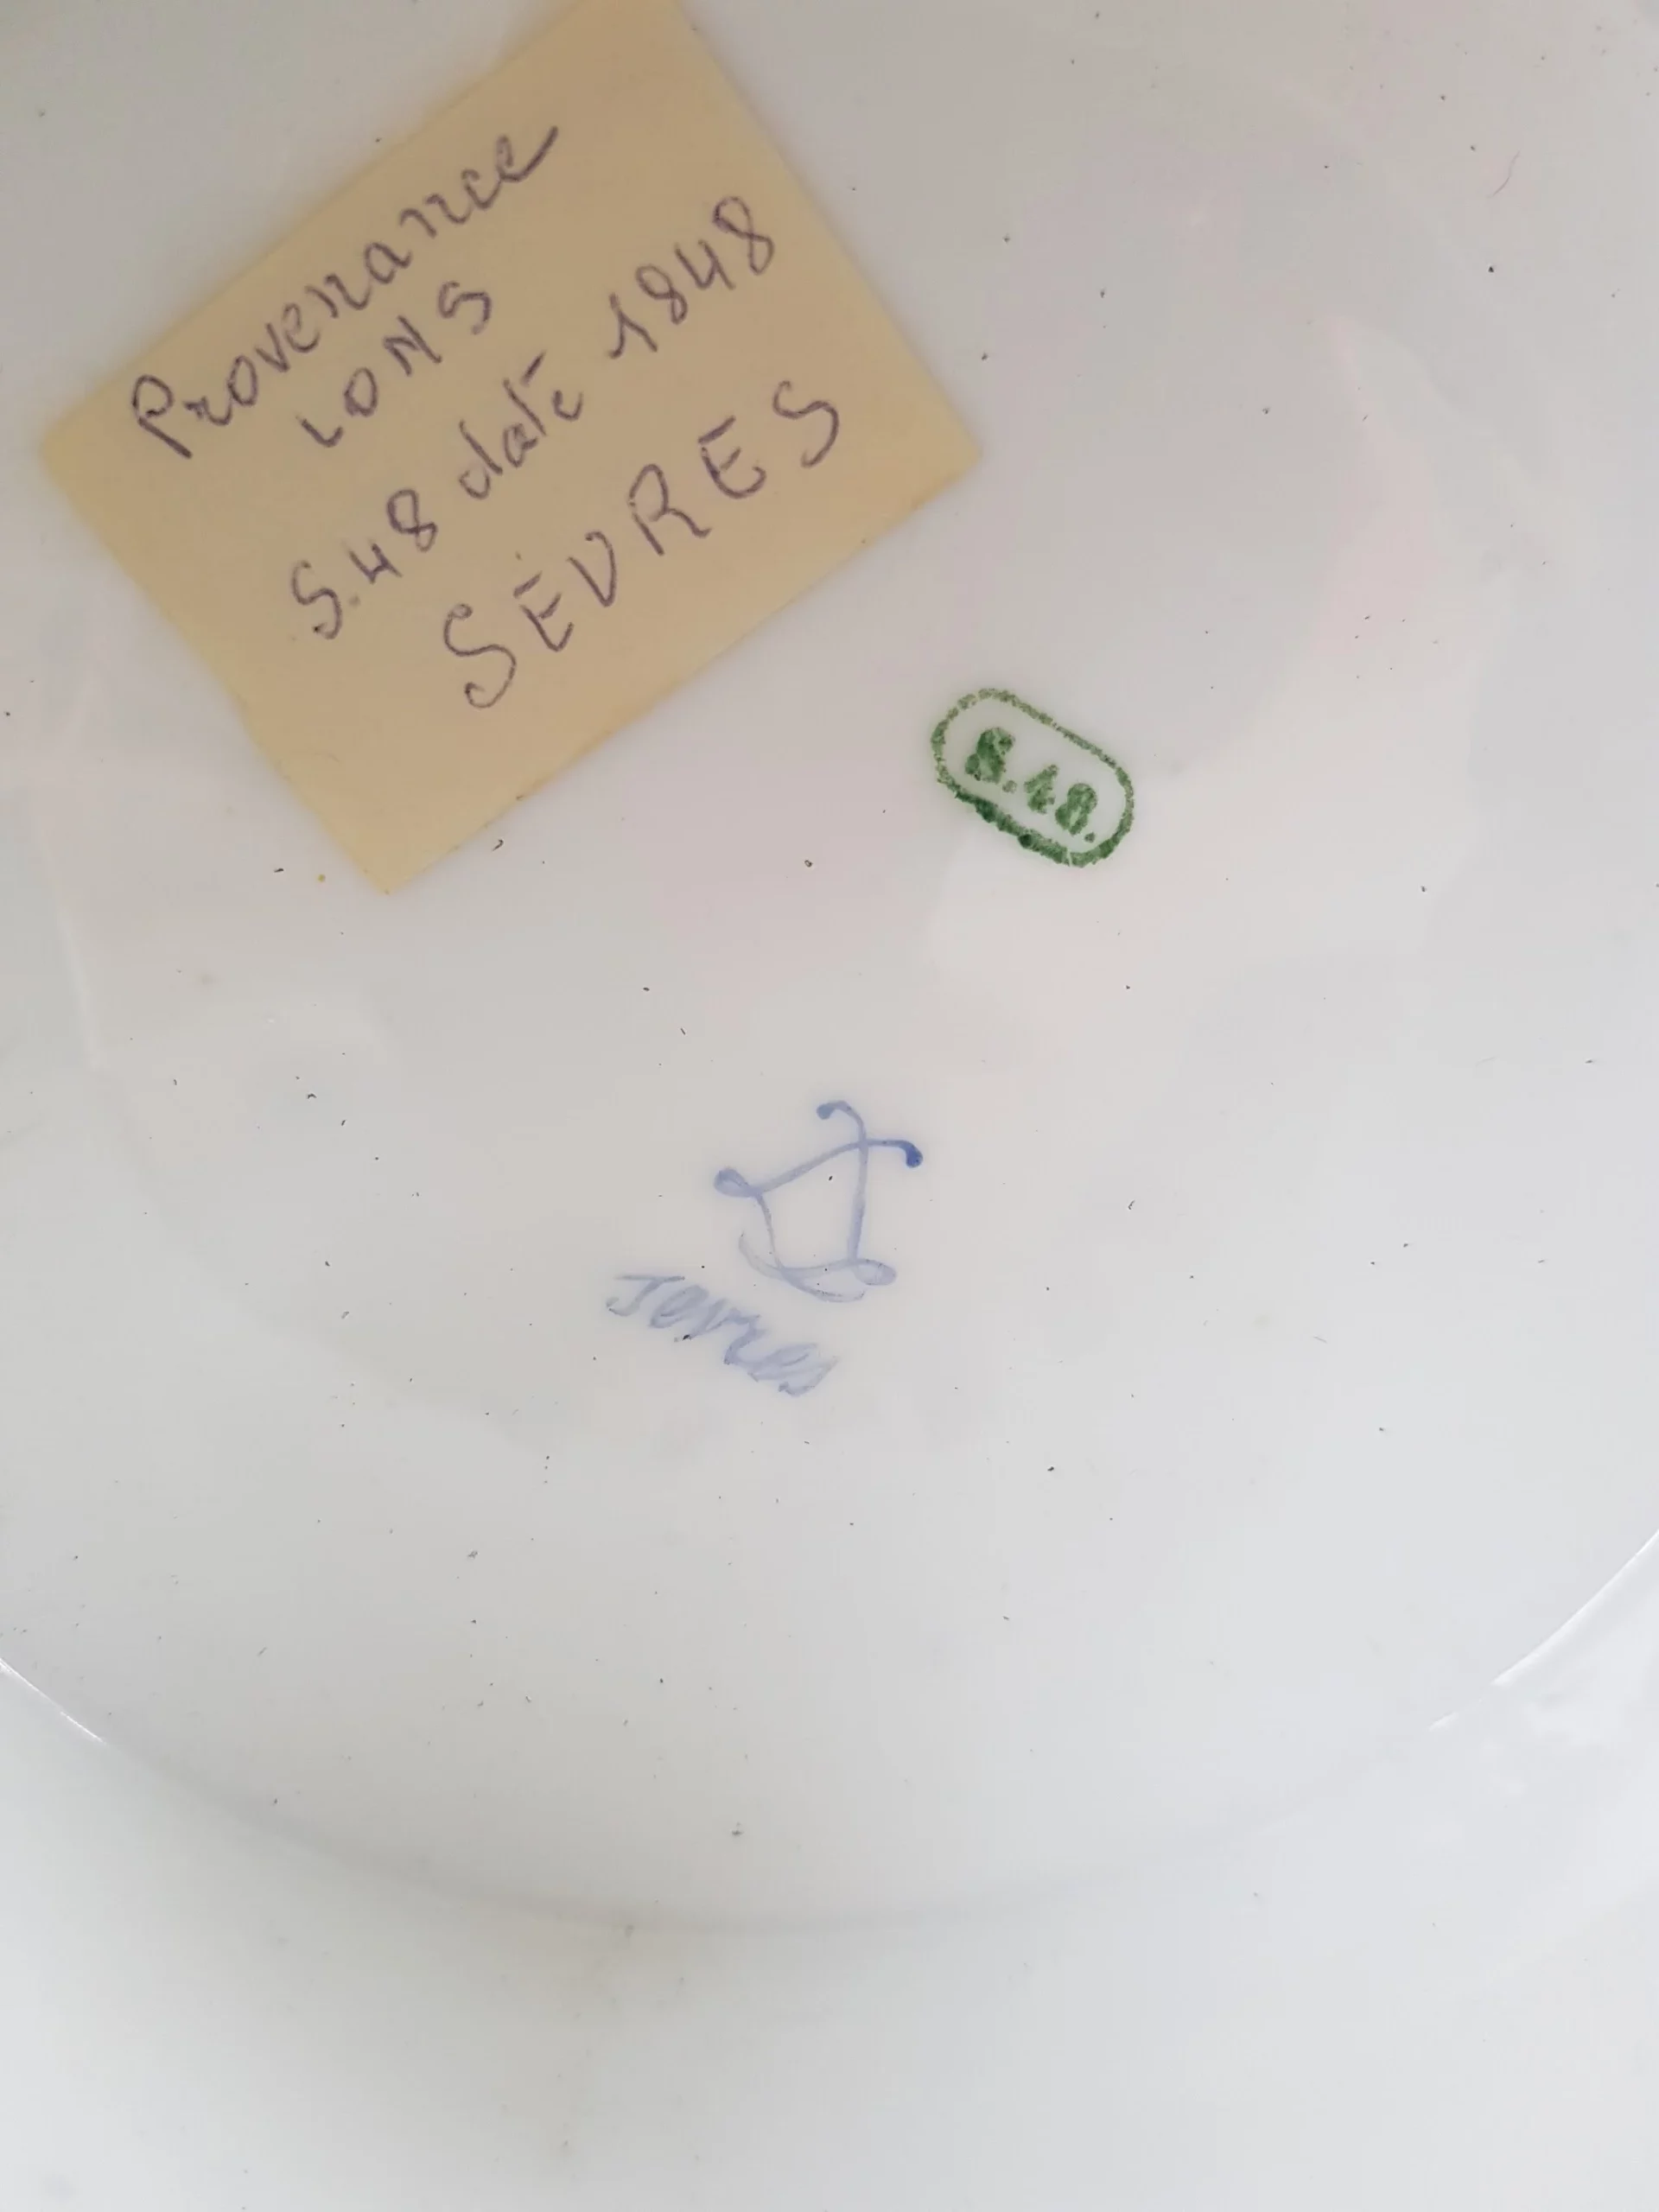 Provenance
LONS
S.48 date 1848
SÈVRES
S.48.
sevres